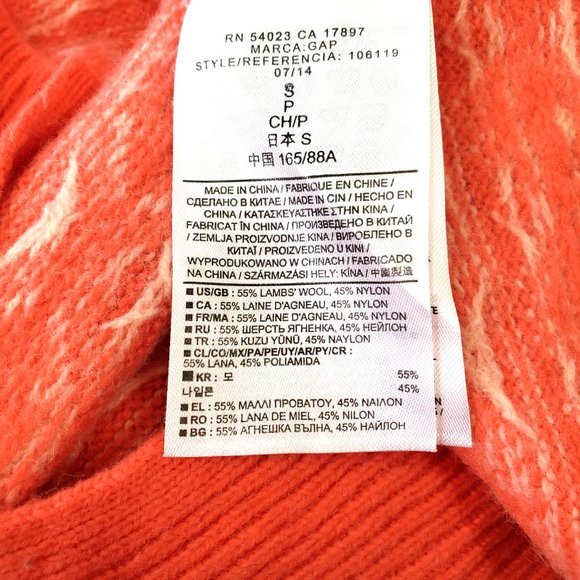 RN 54023 CA 17897
MARCA:GAP
STYLE/REFERENCIA: 106119
07/14
S
P
CH/P
日本 S
中国 165/88A
MADE IN CHINA / FABRIQUE EN CHINE /
СДЕЛАНО В КИТАЕ / MADE IN CIN / HECHO EN
CHINA / ΚΑΤΑΣΚΕΥΑΣΤΗΚΕ ΣΤΗΝ ΚΙΝΑ /
FABRICAT ÎN CHINA / ПРОИЗВЕДЕНО В КИТАЙ
/ ZEMLJA PROIZVODNJE KINA / ВИРОБЛЕНО В
КИТАЇ / PROIZVEDENO U KINI /
WYPRODUKOWANO W CHINACH / FABRICADO
NA CHINA / SZÁRMAZÁSI HELY: KÍNA / 中國製造
US/GB : 55% LAMBS' WOOL, 45% NYLON
CA : 55% LAINE D'AGNEAU, 45% NYLON
FR/MA : 55% LAINE D'AGNEAU, 45% NYLON
RU : 55% ШЕРСТЬ ЯГНЕНКА, 45% НЕЙЛОН
TR : 55% KUZU YÜNÜ, 45% NAYLON
CL/CO/MX/PA/PE/UY/AR/PY/CR :
55% LANA, 45% POLIAMIDA
KR : 모 55%
나일론 45%
EL : 55% ΜΑΛΛΙ ΠΡΟΒΑΤΟΥ, 45% ΝΑΙΛΟΝ
RO : 55% LANA DE MIEL, 45% NILON
BG : 55% АГНЕШКА ВЪЛНА, 45% НАЙЛОН